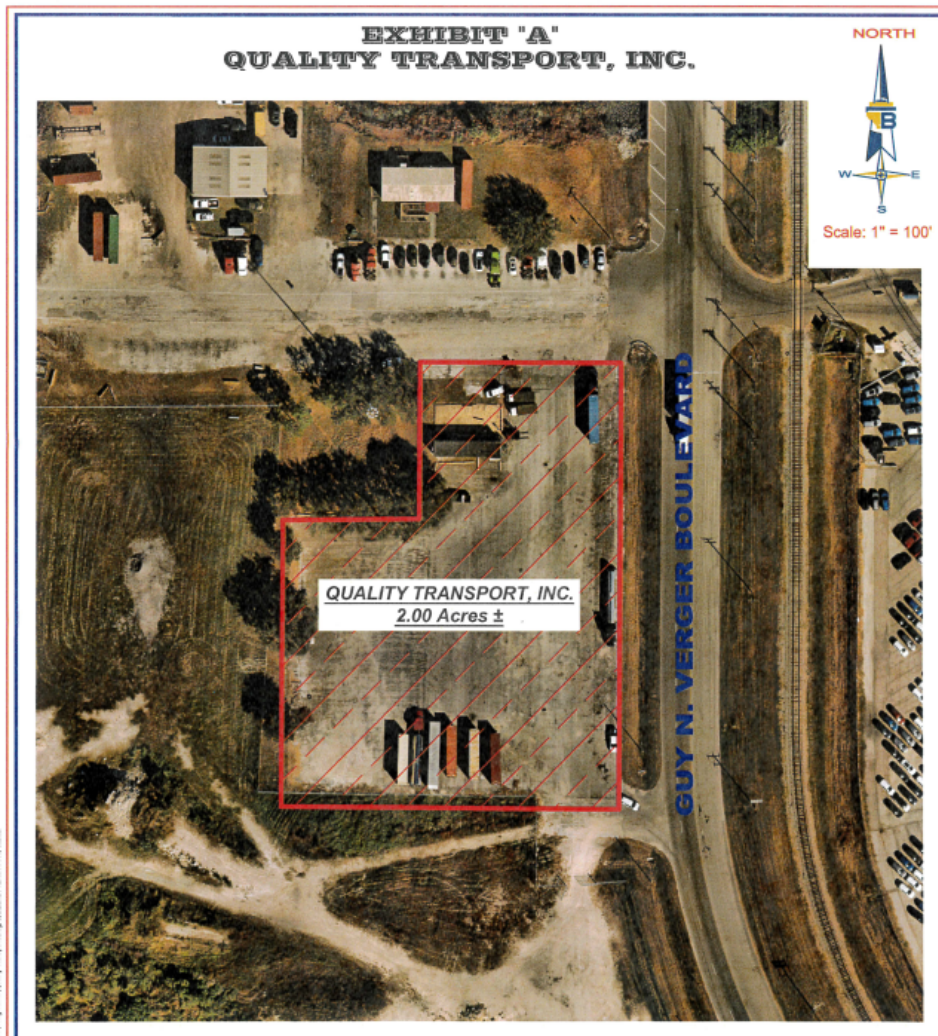 EXHIBIT "A"
QUALITY TRANSPORT, INC.
NORTH
B
W E
S
Scale: 1" = 100'
QUALITY TRANSPORT, INC.
2.00 Acres ±
GUY N. VERGER BOULEVARD